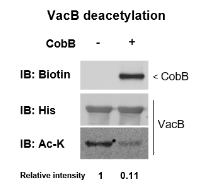 VacB deacetylation
CobB - +
IB: Biotin < CobB
IB: His
VacB
IB: Ac-K
Relative intensity 1 0.11